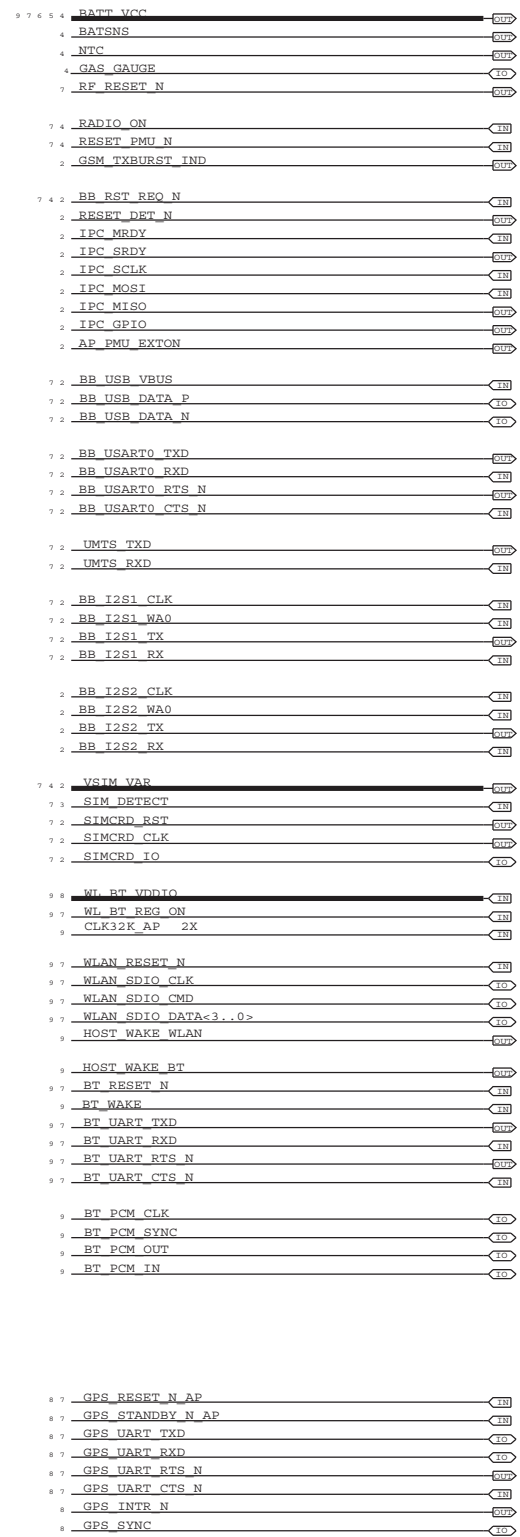 9 7 6 5 4 BATT_VCC OUT
4 BATSNS OUT
4 NTC OUT
4 GAS_GAUGE IO
7 RF_RESET_N OUT
7 4 RADIO_ON IN
7 4 RESET_PMU_N IN
2 GSM_TXBURST_IND OUT
7 4 2 BB_RST_REQ_N IN
2 RESET_DET_N OUT
2 IPC_MRDY IN
2 IPC_SRDY OUT
2 IPC_SCLK IN
2 IPC_MOSI IN
2 IPC_MISO OUT
2 IPC_GPIO OUT
2 AP_PMU_EXTON OUT
7 2 BB_USB_VBUS IN
7 2 BB_USB_DATA_P IO
7 2 BB_USB_DATA_N IO
7 2 BB_USART0_TXD OUT
7 2 BB_USART0_RXD IN
7 2 BB_USART0_RTS_N OUT
7 2 BB_USART0_CTS_N IN
7 2 UMTS_TXD OUT
7 2 UMTS_RXD IN
7 2 BB_I2S1_CLK IN
7 2 BB_I2S1_WA0 IN
7 2 BB_I2S1_TX OUT
7 2 BB_I2S1_RX IN
2 BB_I2S2_CLK IN
2 BB_I2S2_WA0 IN
2 BB_I2S2_TX OUT
2 BB_I2S2_RX IN
7 4 2 VSIM_VAR OUT
7 3 SIM_DETECT IN
7 2 SIMCRD_RST OUT
7 2 SIMCRD_CLK OUT
7 2 SIMCRD_IO IO
9 8 WL_BT_VDDIO IN
9 7 WL_BT_REG_ON IN
9 CLK32K_AP 2X IN
9 7 WLAN_RESET_N IN
9 7 WLAN_SDIO_CLK IO
9 7 WLAN_SDIO_CMD IO
9 7 WLAN_SDIO_DATA<3..0> IO
9 HOST_WAKE_WLAN OUT
9 HOST_WAKE_BT OUT
9 7 BT_RESET_N IN
9 BT_WAKE IN
9 7 BT_UART_TXD OUT
9 7 BT_UART_RXD IN
9 7 BT_UART_RTS_N OUT
9 7 BT_UART_CTS_N IN
9 BT_PCM_CLK IO
9 BT_PCM_SYNC IO
9 BT_PCM_OUT IO
9 BT_PCM_IN IO
8 7 GPS_RESET_N_AP IN
8 7 GPS_STANDBY_N_AP IN
8 7 GPS_UART_TXD IO
8 7 GPS_UART_RXD IO
8 7 GPS_UART_RTS_N OUT
8 7 GPS_UART_CTS_N IN
8 GPS_INTR_N OUT
8 GPS_SYNC IO